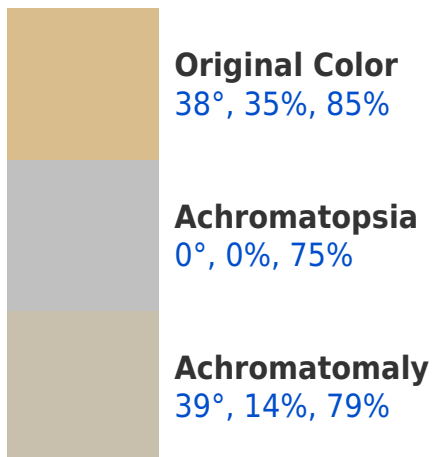 Original Color
38°, 35%, 85%
Achromatopsia
0°, 0%, 75%
Achromatomaly
39°, 14%, 79%